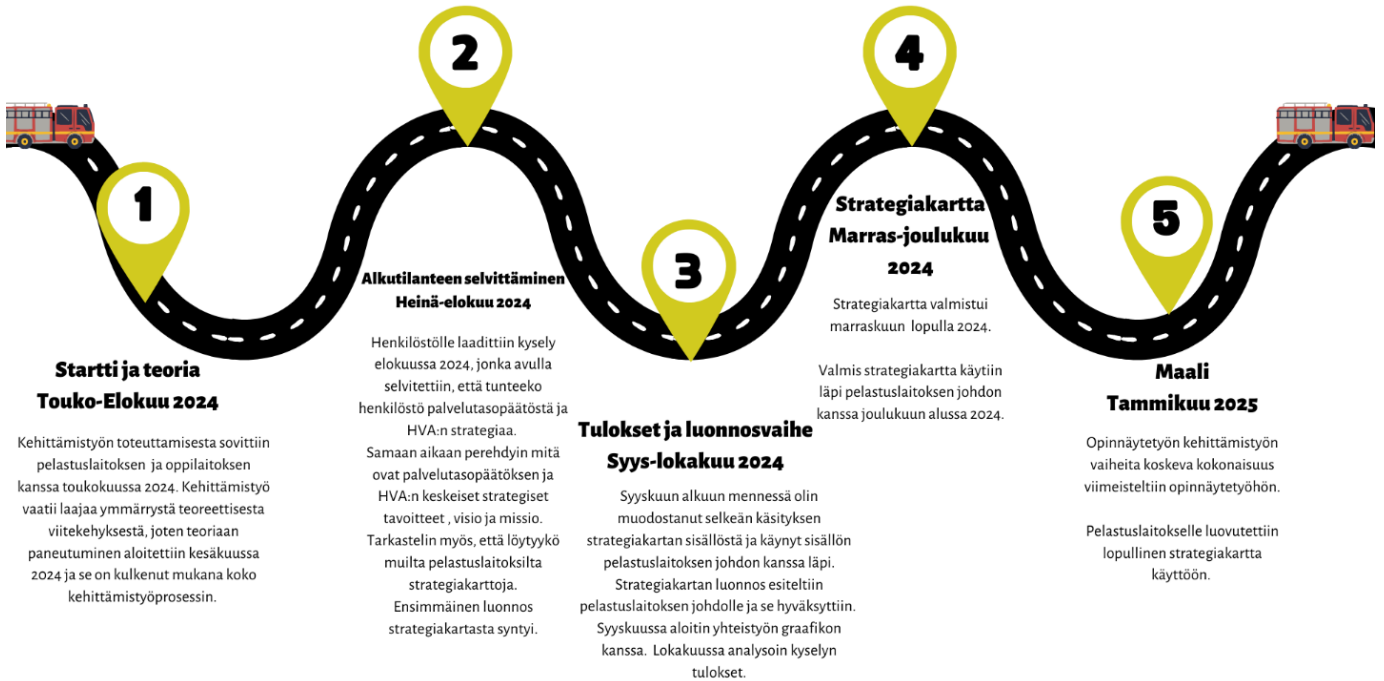 1
Startti ja teoria
Touko-Elokuu 2024
Kehittämistyön toteuttamisesta sovittiin
pelastuslaitoksen ja oppilaitoksen
kanssa toukokuussa 2024. Kehittämistyö
vaatii laajaa ymmärrystä teoreettisesta
viitekehyksestä, joten teoriaan
paneutuminen aloitettiin kesäkuussa
2024 ja se on kulkenut mukana koko
kehittämistyöprosessin.
2
Alkutilanteen selvittäminen
Heinä-elokuu 2024
Henkilöstölle laadittiin kysely
elokuussa 2024, jonka avulla
selvitettiin, että tunteeko
henkilöstö palvelutasopäätöstä ja
HVA:n strategiaa.
Samaan aikaan perehdyin mitä
ovat palvelutasopäätöksen ja
HVA:n keskeiset strategiset
tavoitteet , visio ja missio.
Tarkastelin myös, että löytyykö
muilta pelastuslaitoksilta
strategiakarttoja.
Ensimmäinen luonnos
strategiakartasta syntyi.
3
Tulokset ja luonnosvaihe
Syys-lokakuu 2024
Syyskuun alkuun mennessä olin
muodostanut selkeän käsityksen
strategiakartan sisällöstä ja käynyt sisällön
pelastuslaitoksen johdon kanssa läpi.
Strategiakartan luonnos esiteltiin
pelastuslaitoksen johdolle ja se hyväksyttiin.
Syyskuussa aloitin yhteistyön graafikon
kanssa. Lokakuussa analysoin kyselyn
tulokset.
4
Strategiakartta
Marras-joulukuu
2024
Strategiakartta valmistui
marraskuun lopulla 2024.
Valmis strategiakartta käytiin
läpi pelastuslaitoksen johdon
kanssa joulukuun alussa 2024.
5
Maali
Tammikuu 2025
Opinnäytetyön kehittämistyön
vaiheita koskeva kokonaisuus
viimeisteltiin opinnäytetyöhön.
Pelastuslaitokselle luovutettiin
lopullinen strategiakartta
käyttöön.